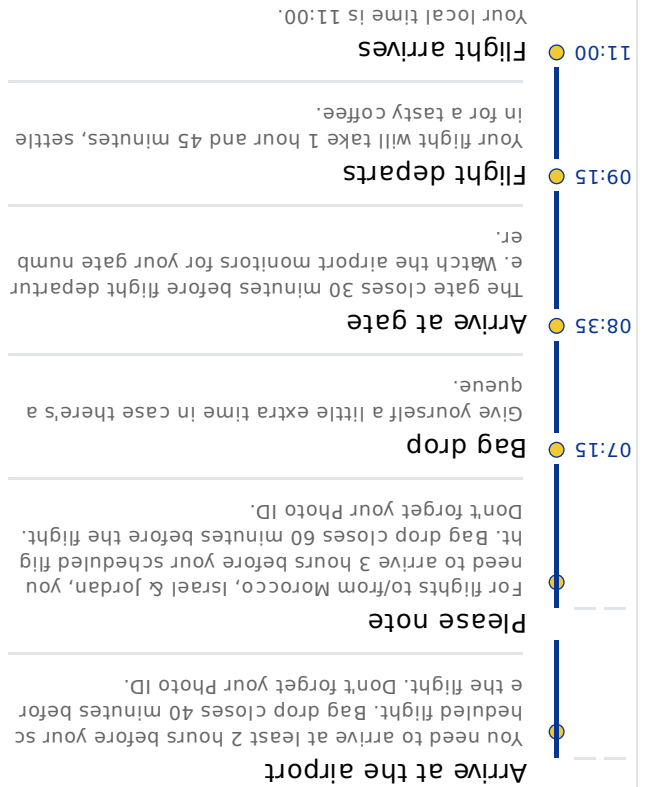 Arrive at the airport
You need to arrive at least 2 hours before your sc
heduled flight. Bag drop closes 40 minutes befor
e the flight. Don't forget your Photo ID.
Please note
For flights to/from Morocco, Israel & Jordan, you
need to arrive 3 hours before your scheduled flig
ht. Bag drop closes 60 minutes before the flight.
Don't forget your Photo ID.
07:15
Bag drop
Give yourself a little extra time in case there's a
queue.
08:35
Arrive at gate
The gate closes 30 minutes before flight departur
e. Watch the airport monitors for your gate numb
er.
09:15
Flight departs
Your flight will take 1 hour and 45 minutes, settle
in for a tasty coffee.
11:00
Flight arrives
Your local time is 11:00.